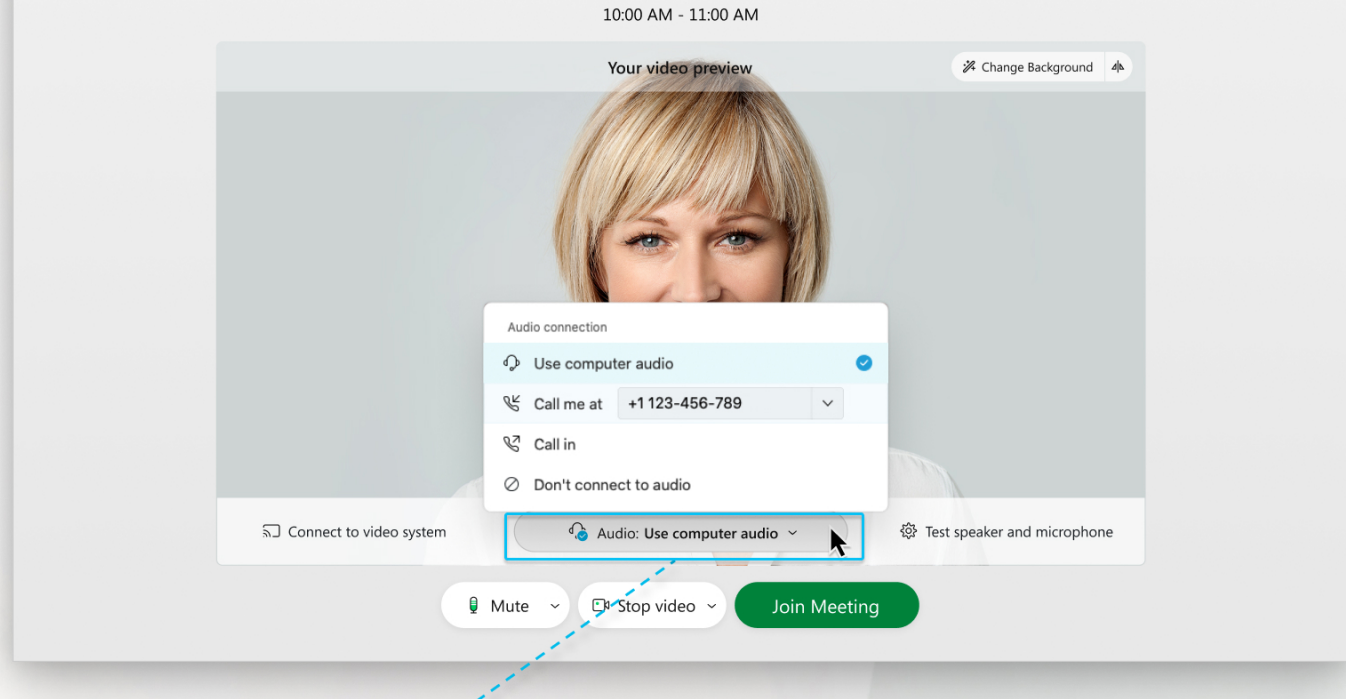 10:00 AM - 11:00 AM
Your video preview
Change Background
Audio connection
Use computer audio
Call me at +1 123-456-789
Call in
Don't connect to audio
Connect to video system
Audio: Use computer audio
Test speaker and microphone
Mute
Stop video
Join Meeting